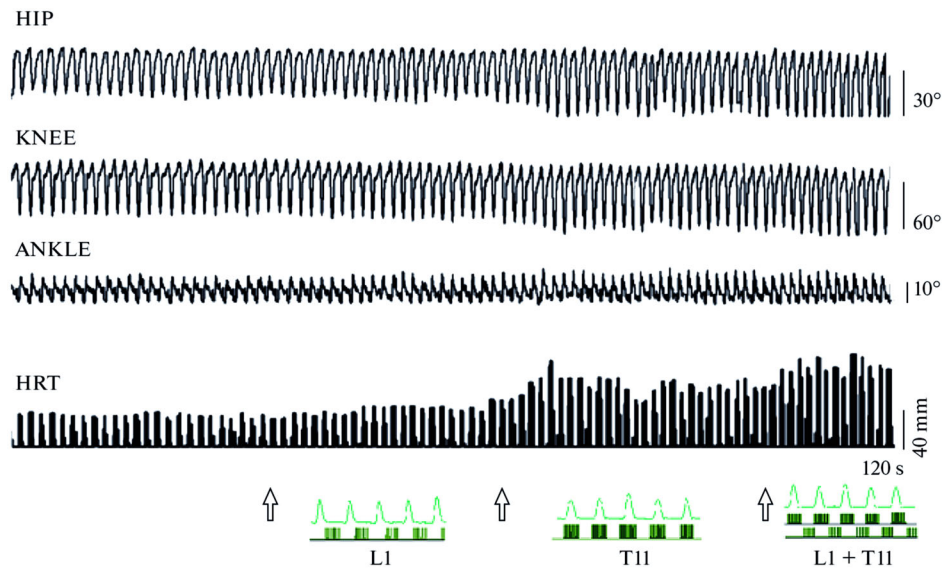 HIP
30°
KNEE
60°
ANKLE
10°
HRT
40 mm
120 s
L1
T11
L1 + T11